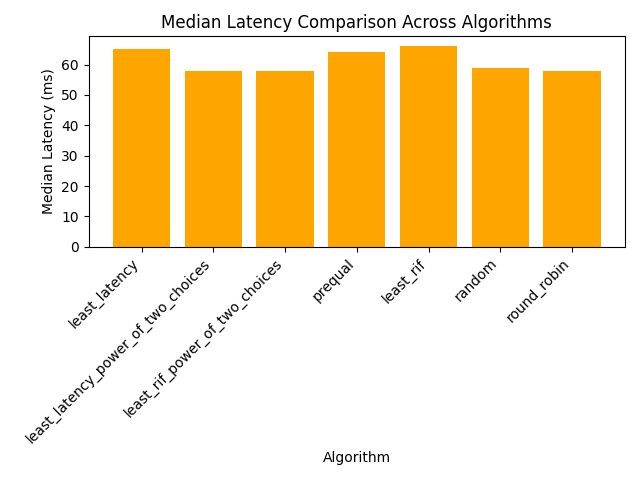 Median Latency Comparison Across Algorithms
Median Latency (ms)
60
50
40
30
20
10
0
least_latency
least_latency_power_of_two_choices
least_rif_power_of_two_choices
prequal
least_rif
random
round_robin
Algorithm